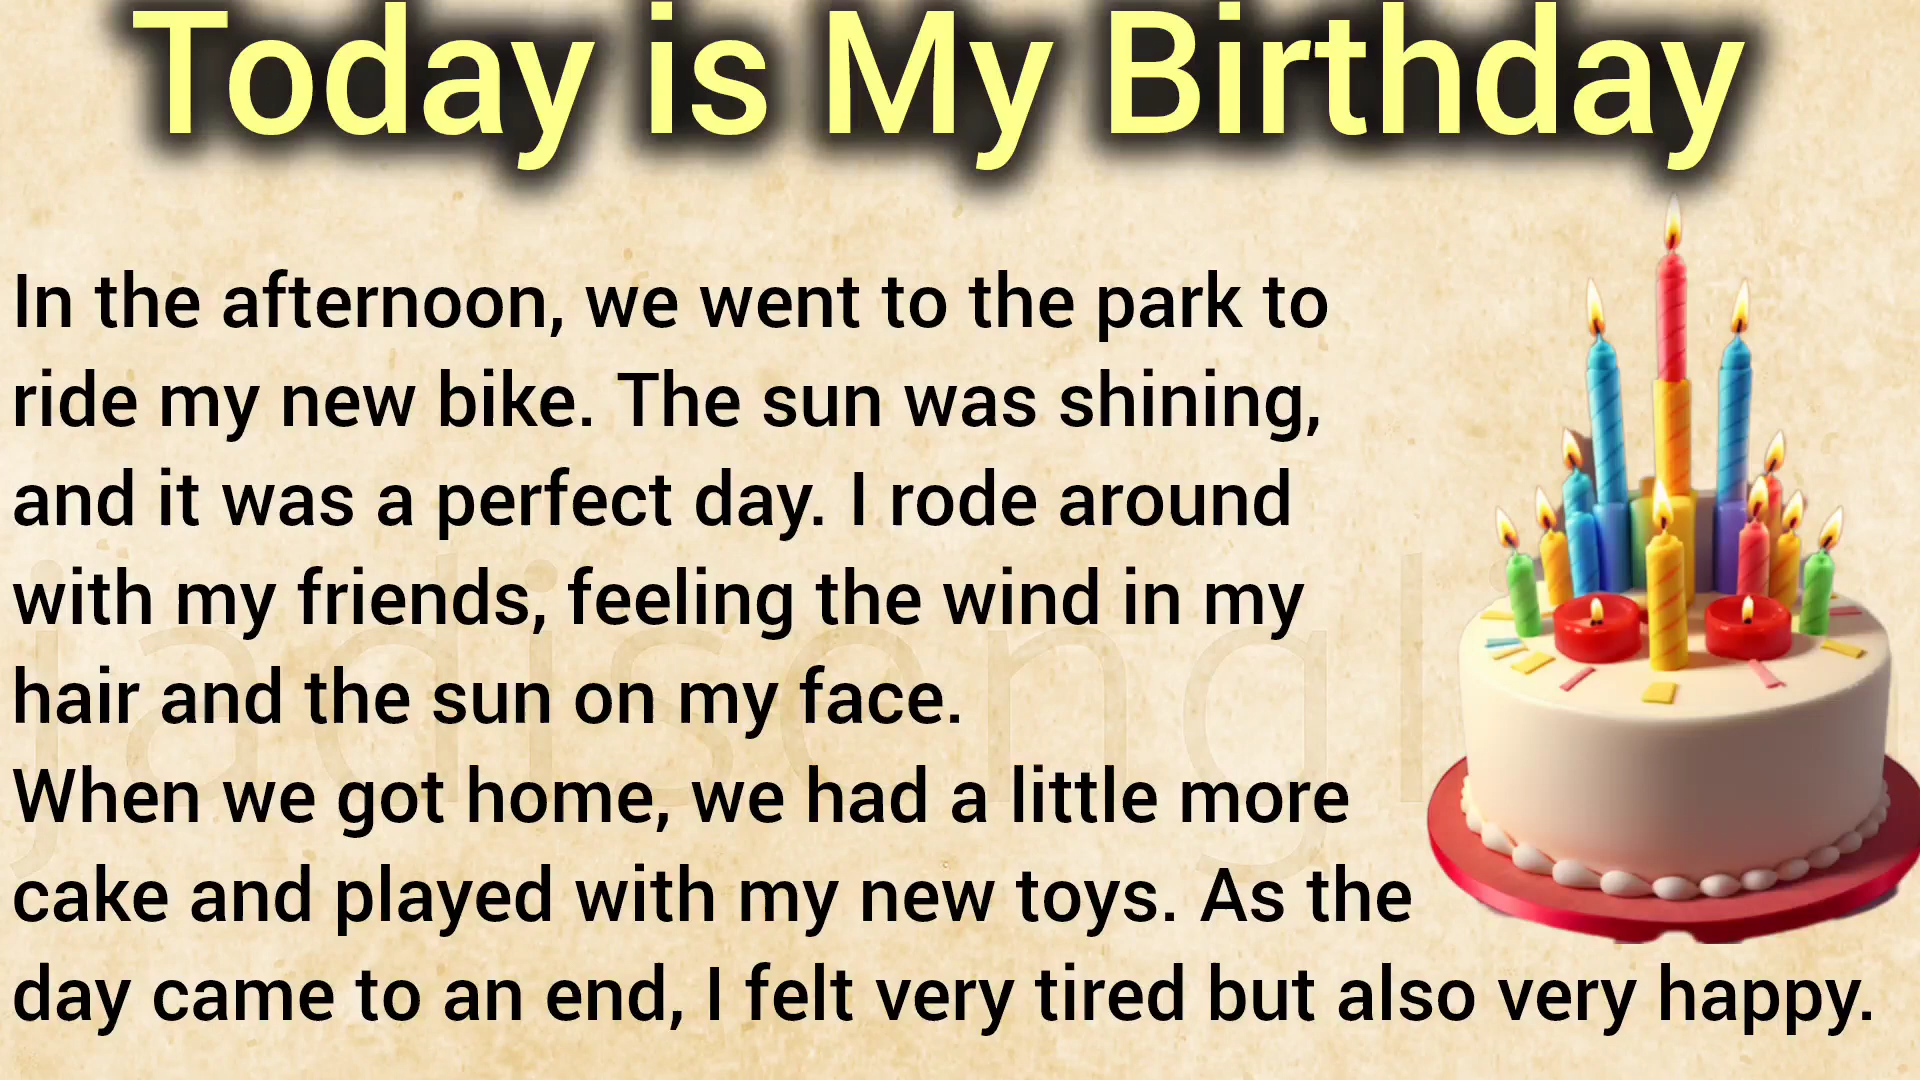 Today is My Birthday
In the afternoon, we went to the park to
ride my new bike. The sun was shining,
and it was a perfect day. I rode around
with my friends, feeling the wind in my
hair and the sun on my face.
When we got home, we had a little more
cake and played with my new toys. As the
day came to an end, I felt very tired but also very happy.
jadisengli